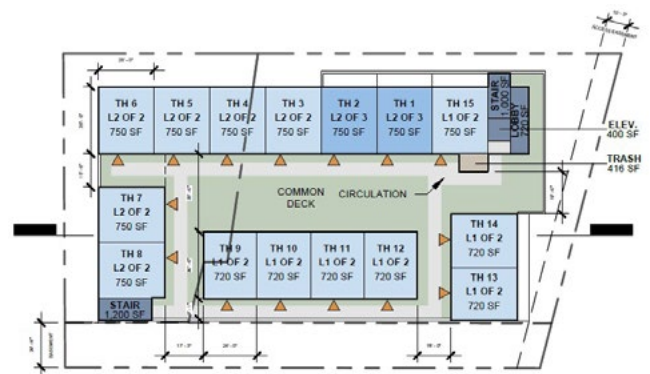 TH 6
L2 OF 2
750 SF
TH 5
L2 OF 2
750 SF
TH 4
L2 OF 2
750 SF
TH 3
L2 OF 2
750 SF
TH 2
L2 OF 3
750 SF
TH 1
L2 OF 3
750 SF
TH 15
L1 OF 2
750 SF
STAIR
1,000 SF
LOBBY
720 SF
ELEV.
400 SF
TRASH
416 SF
COMMON
DECK
CIRCULATION
TH 7
L2 OF 2
750 SF
TH 8
L2 OF 2
750 SF
STAIR
1,200 SF
TH 9
L1 OF 2
720 SF
TH 10
L1 OF 2
720 SF
TH 11
L1 OF 2
720 SF
TH 12
L1 OF 2
720 SF
TH 14
L1 OF 2
720 SF
TH 13
L1 OF 2
720 SF